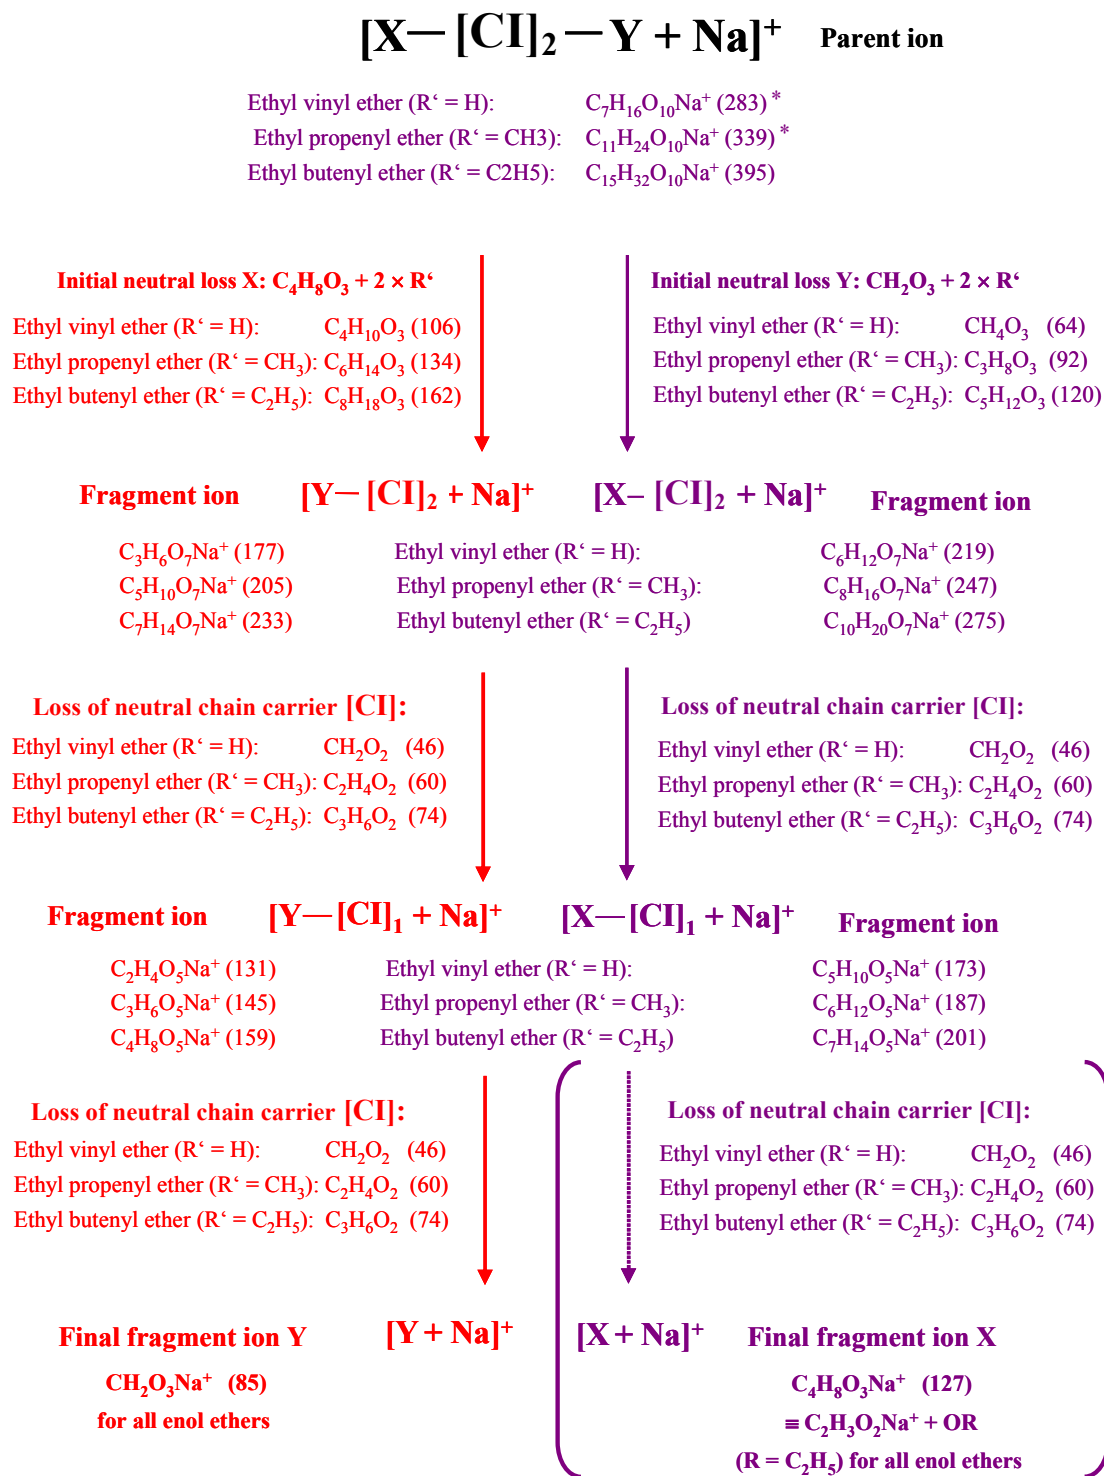 [X— [CI]₂ —Y + Na]⁺ Parent ion
Ethyl vinyl ether (R‘ = H): C₇H₁₆O₁₀Na⁺ (283) *
Ethyl propenyl ether (R‘ = CH3): C₁₁H₂₄O₁₀Na⁺ (339) *
Ethyl butenyl ether (R‘ = C2H5): C₁₅H₃₂O₁₀Na⁺ (395)
Initial neutral loss X: C₄H₈O₃ + 2 × R‘
Ethyl vinyl ether (R‘ = H): C₄H₁₀O₃ (106)
Ethyl propenyl ether (R‘ = CH₃): C₆H₁₄O₃ (134)
Ethyl butenyl ether (R‘ = C₂H₅): C₈H₁₈O₃ (162)
Initial neutral loss Y: CH₂O₃ + 2 × R‘
Ethyl vinyl ether (R‘ = H): CH₄O₃ (64)
Ethyl propenyl ether (R‘ = CH₃): C₃H₈O₃ (92)
Ethyl butenyl ether (R‘ = C₂H₅): C₅H₁₂O₃ (120)
Fragment ion [Y— [CI]₂ + Na]⁺ [X– [CI]₂ + Na]⁺ Fragment ion
C₃H₆O₇Na⁺ (177) Ethyl vinyl ether (R‘ = H): C₆H₁₂O₇Na⁺ (219)
C₅H₁₀O₇Na⁺ (205) Ethyl propenyl ether (R‘ = CH₃): C₈H₁₆O₇Na⁺ (247)
C₇H₁₄O₇Na⁺ (233) Ethyl butenyl ether (R‘ = C₂H₅) C₁₀H₂₀O₇Na⁺ (275)
Loss of neutral chain carrier [CI]:
Ethyl vinyl ether (R‘ = H): CH₂O₂ (46)
Ethyl propenyl ether (R‘ = CH₃): C₂H₄O₂ (60)
Ethyl butenyl ether (R‘ = C₂H₅): C₃H₆O₂ (74)
Loss of neutral chain carrier [CI]:
Ethyl vinyl ether (R‘ = H): CH₂O₂ (46)
Ethyl propenyl ether (R‘ = CH₃): C₂H₄O₂ (60)
Ethyl butenyl ether (R‘ = C₂H₅): C₃H₆O₂ (74)
Fragment ion [Y—[CI]₁ + Na]⁺ [X—[CI]₁ + Na]⁺ Fragment ion
C₂H₄O₅Na⁺ (131) Ethyl vinyl ether (R‘ = H): C₅H₁₀O₅Na⁺ (173)
C₃H₆O₅Na⁺ (145) Ethyl propenyl ether (R‘ = CH₃): C₆H₁₂O₅Na⁺ (187)
C₄H₈O₅Na⁺ (159) Ethyl butenyl ether (R‘ = C₂H₅) C₇H₁₄O₅Na⁺ (201)
Loss of neutral chain carrier [CI]:
Ethyl vinyl ether (R‘ = H): CH₂O₂ (46)
Ethyl propenyl ether (R‘ = CH₃): C₂H₄O₂ (60)
Ethyl butenyl ether (R‘ = C₂H₅): C₃H₆O₂ (74)
Loss of neutral chain carrier [CI]:
Ethyl vinyl ether (R‘ = H): CH₂O₂ (46)
Ethyl propenyl ether (R‘ = CH₃): C₂H₄O₂ (60)
Ethyl butenyl ether (R‘ = C₂H₅): C₃H₆O₂ (74)
Final fragment ion Y [Y + Na]⁺ [X + Na]⁺ Final fragment ion X
CH₂O₃Na⁺ (85)
for all enol ethers
C₄H₈O₃Na⁺ (127)
≡ C₂H₃O₂Na⁺ + OR
(R = C₂H₅) for all enol ethers